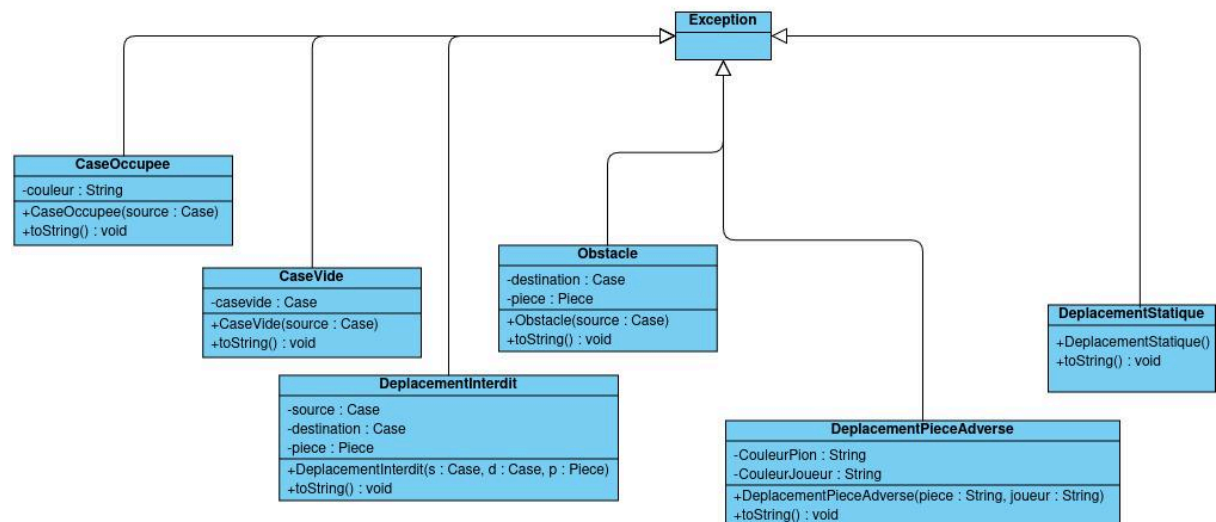 Exception
CaseOccupee
-couleur : String
+CaseOccupee(source : Case)
+toString() : void
CaseVide
-casevide : Case
+CaseVide(source : Case)
+toString() : void
DeplacementInterdit
-source : Case
-destination : Case
-piece : Piece
+DeplacementInterdit(s : Case, d : Case, p : Piece)
+toString() : void
Obstacle
-destination : Case
-piece : Piece
+Obstacle(source : Case)
+toString() : void
DeplacementPieceAdverse
-CouleurPion : String
-CouleurJoueur : String
+DeplacementPieceAdverse(piece : String, joueur : String)
+toString() : void
DeplacementStatique
+DeplacementStatique()
+toString() : void